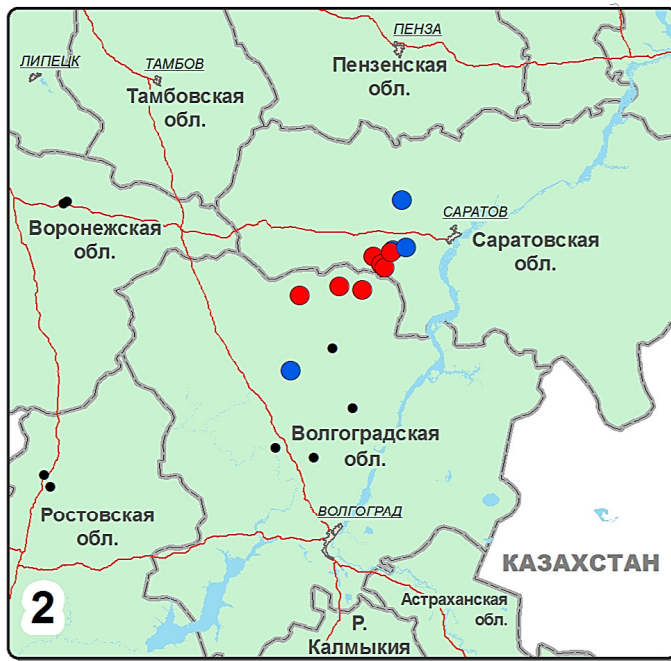 ПЕНЗА
ЛИПЕЦК
ТАМБОВ
Пензенская
обл.
Тамбовская
обл.
САРАТОВ
Воронежская
обл.
Саратовская
обл.
Волгоградская
обл.
Ростовская
обл.
ВОЛГОГРАД
КАЗАХСТАН
Астраханская
обл.
2
Р.
Калмыкия